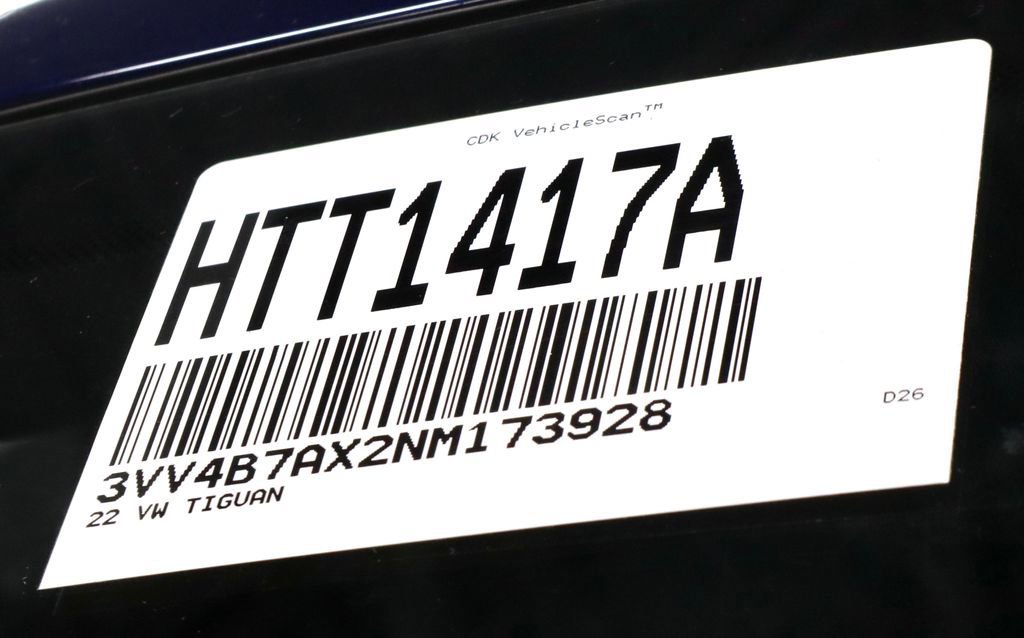 CDK VehicleScan™
HTT1417A
3VV4B7AX2NM173928
22 VW TIGUAN
D26